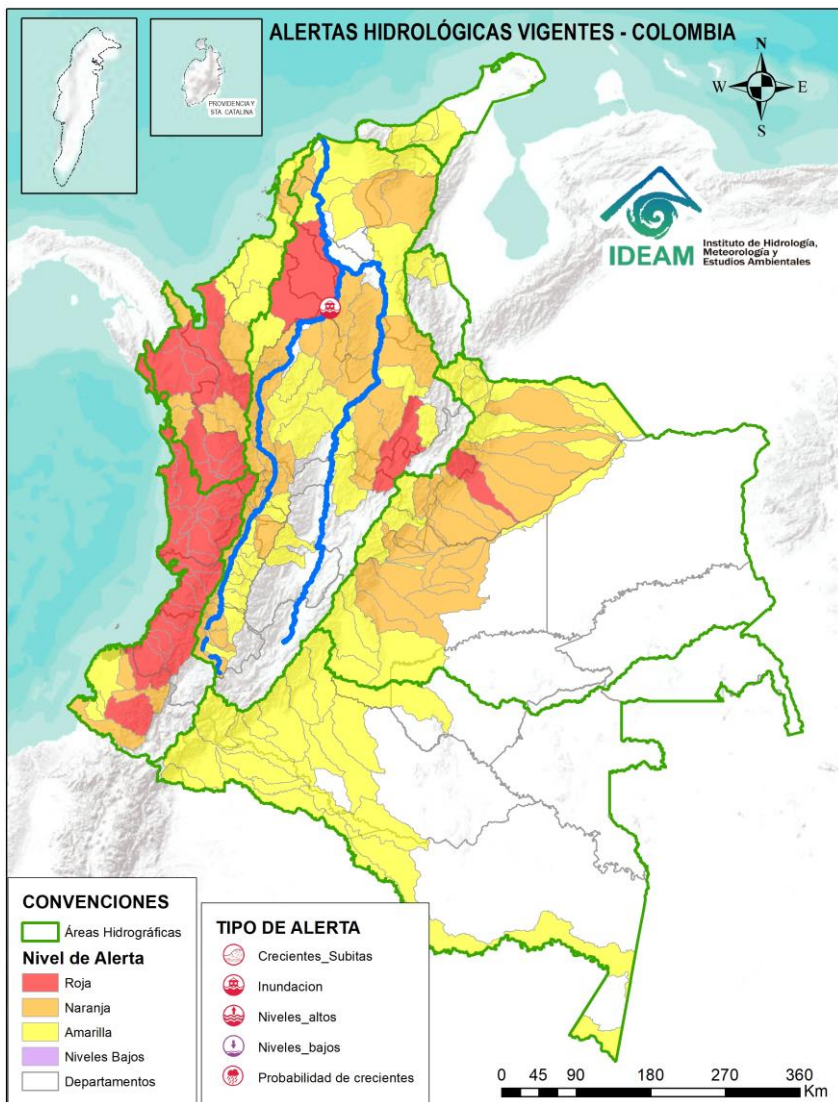 ALERTAS HIDROLÓGICAS VIGENTES - COLOMBIA
PROVIDENCIA Y
STA. CATALINA
N
W E
S
IDEAM
Instituto de Hidrología,
Meteorología y
Estudios Ambientales
CONVENCIONES
Áreas Hidrográficas
Nivel de Alerta
Roja
Naranja
Amarilla
Niveles Bajos
Departamentos
TIPO DE ALERTA
Crecientes_Subitas
Inundacion
Niveles_altos
Niveles_bajos
Probabilidad de crecientes
0 45 90 180 270 360
Km